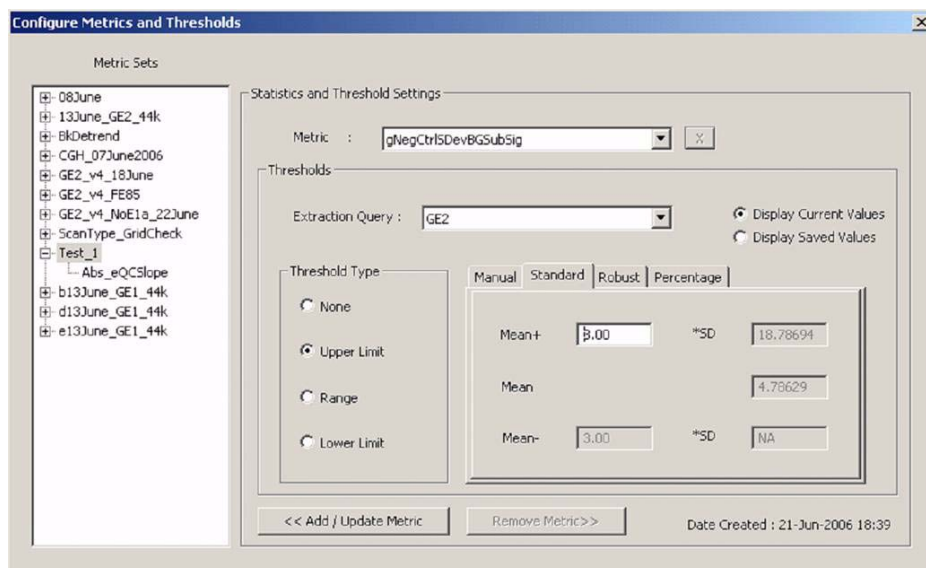 Configure Metrics and Thresholds
Metric Sets
08June
13June_GE2_44k
BkDetrend
CGH_07June2006
GE2_v4_18June
GE2_v4_FE85
GE2_v4_NoE1a_22June
ScanType_GridCheck
Test_1
Abs_eQCSlope
b13June_GE1_44k
d13June_GE1_44k
e13June_GE1_44k
Statistics and Threshold Settings
Metric :
gNegCtrlSDevBGSubSig
X
Thresholds
Extraction Query :
GE2
Display Current Values
Display Saved Values
Threshold Type
None
Upper Limit
Range
Lower Limit
Manual Standard Robust Percentage
Mean+ 3.00 *SD 18.78694
Mean 4.78629
Mean- 3.00 *SD NA
<< Add / Update Metric
Remove Metric>>
Date Created : 21-Jun-2006 18:39